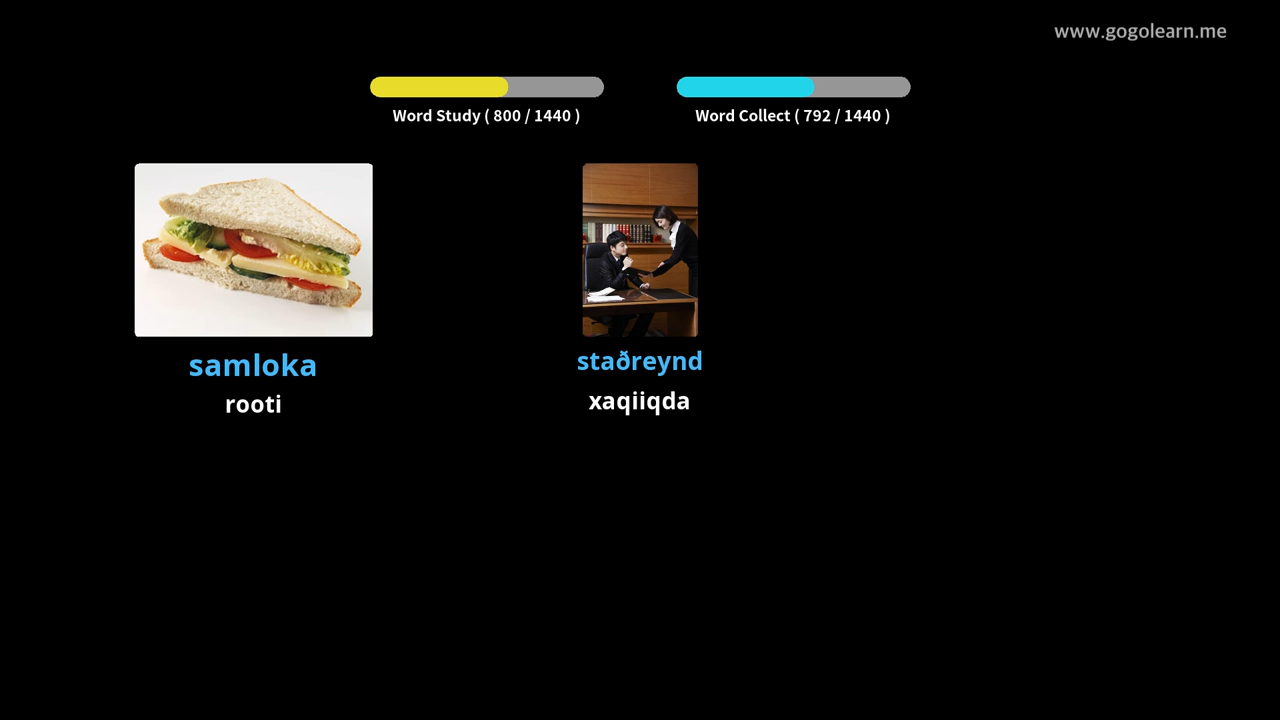 www.gogolearn.me
Word Study ( 800 / 1440 )
Word Collect ( 792 / 1440 )
samloka
rooti
staðreynd
xaqiiqda